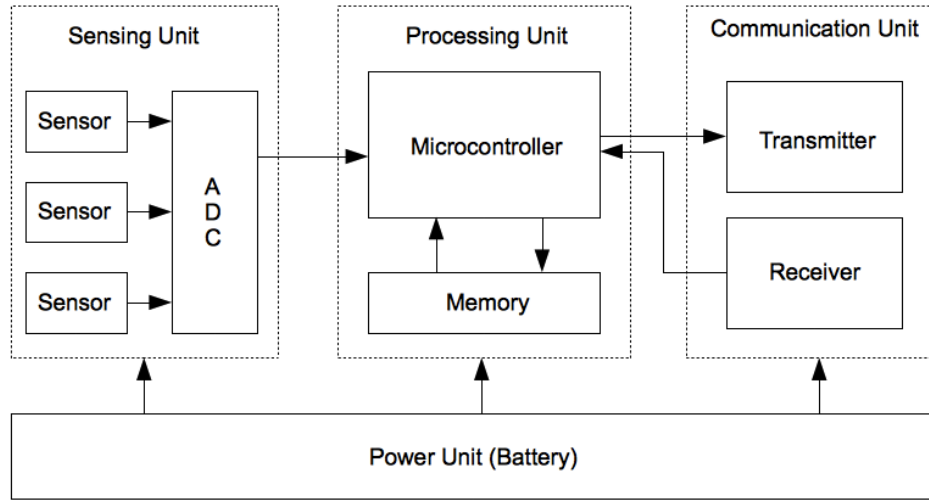 Sensing Unit
Processing Unit
Communication Unit
Sensor
Sensor
Sensor
A
D
C
Microcontroller
Memory
Transmitter
Receiver
Power Unit (Battery)